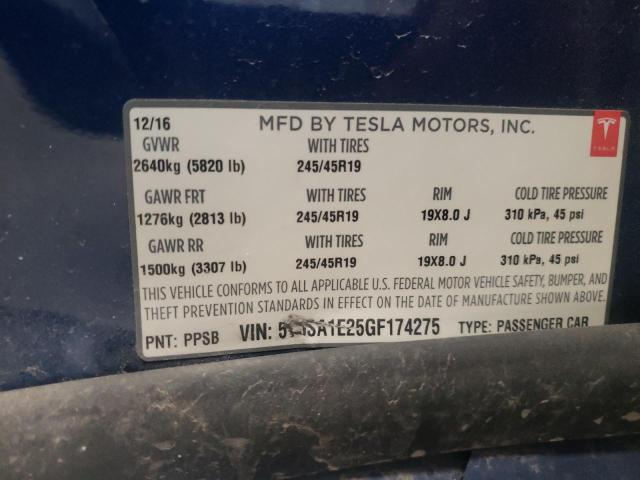 12/16 MFD BY TESLA MOTORS, INC.
GVWR WITH TIRES
2640kg (5820 lb) 245/45R19
TESLA
GAWR FRT WITH TIRES RIM COLD TIRE PRESSURE
1276kg (2813 lb) 245/45R19 19X8.0 J 310 kPa, 45 psi
GAWR RR WITH TIRES RIM COLD TIRE PRESSURE
1500kg (3307 lb) 245/45R19 19X8.0 J 310 kPa, 45 psi
THIS VEHICLE CONFORMS TO ALL APPLICABLE U.S. FEDERAL MOTOR VEHICLE SAFETY, BUMPER, AND
THEFT PREVENTION STANDARDS IN EFFECT ON THE DATE OF MANUFACTURE SHOWN ABOVE.
PNT: PPSB VIN: TYPE: PASSENGER CAR